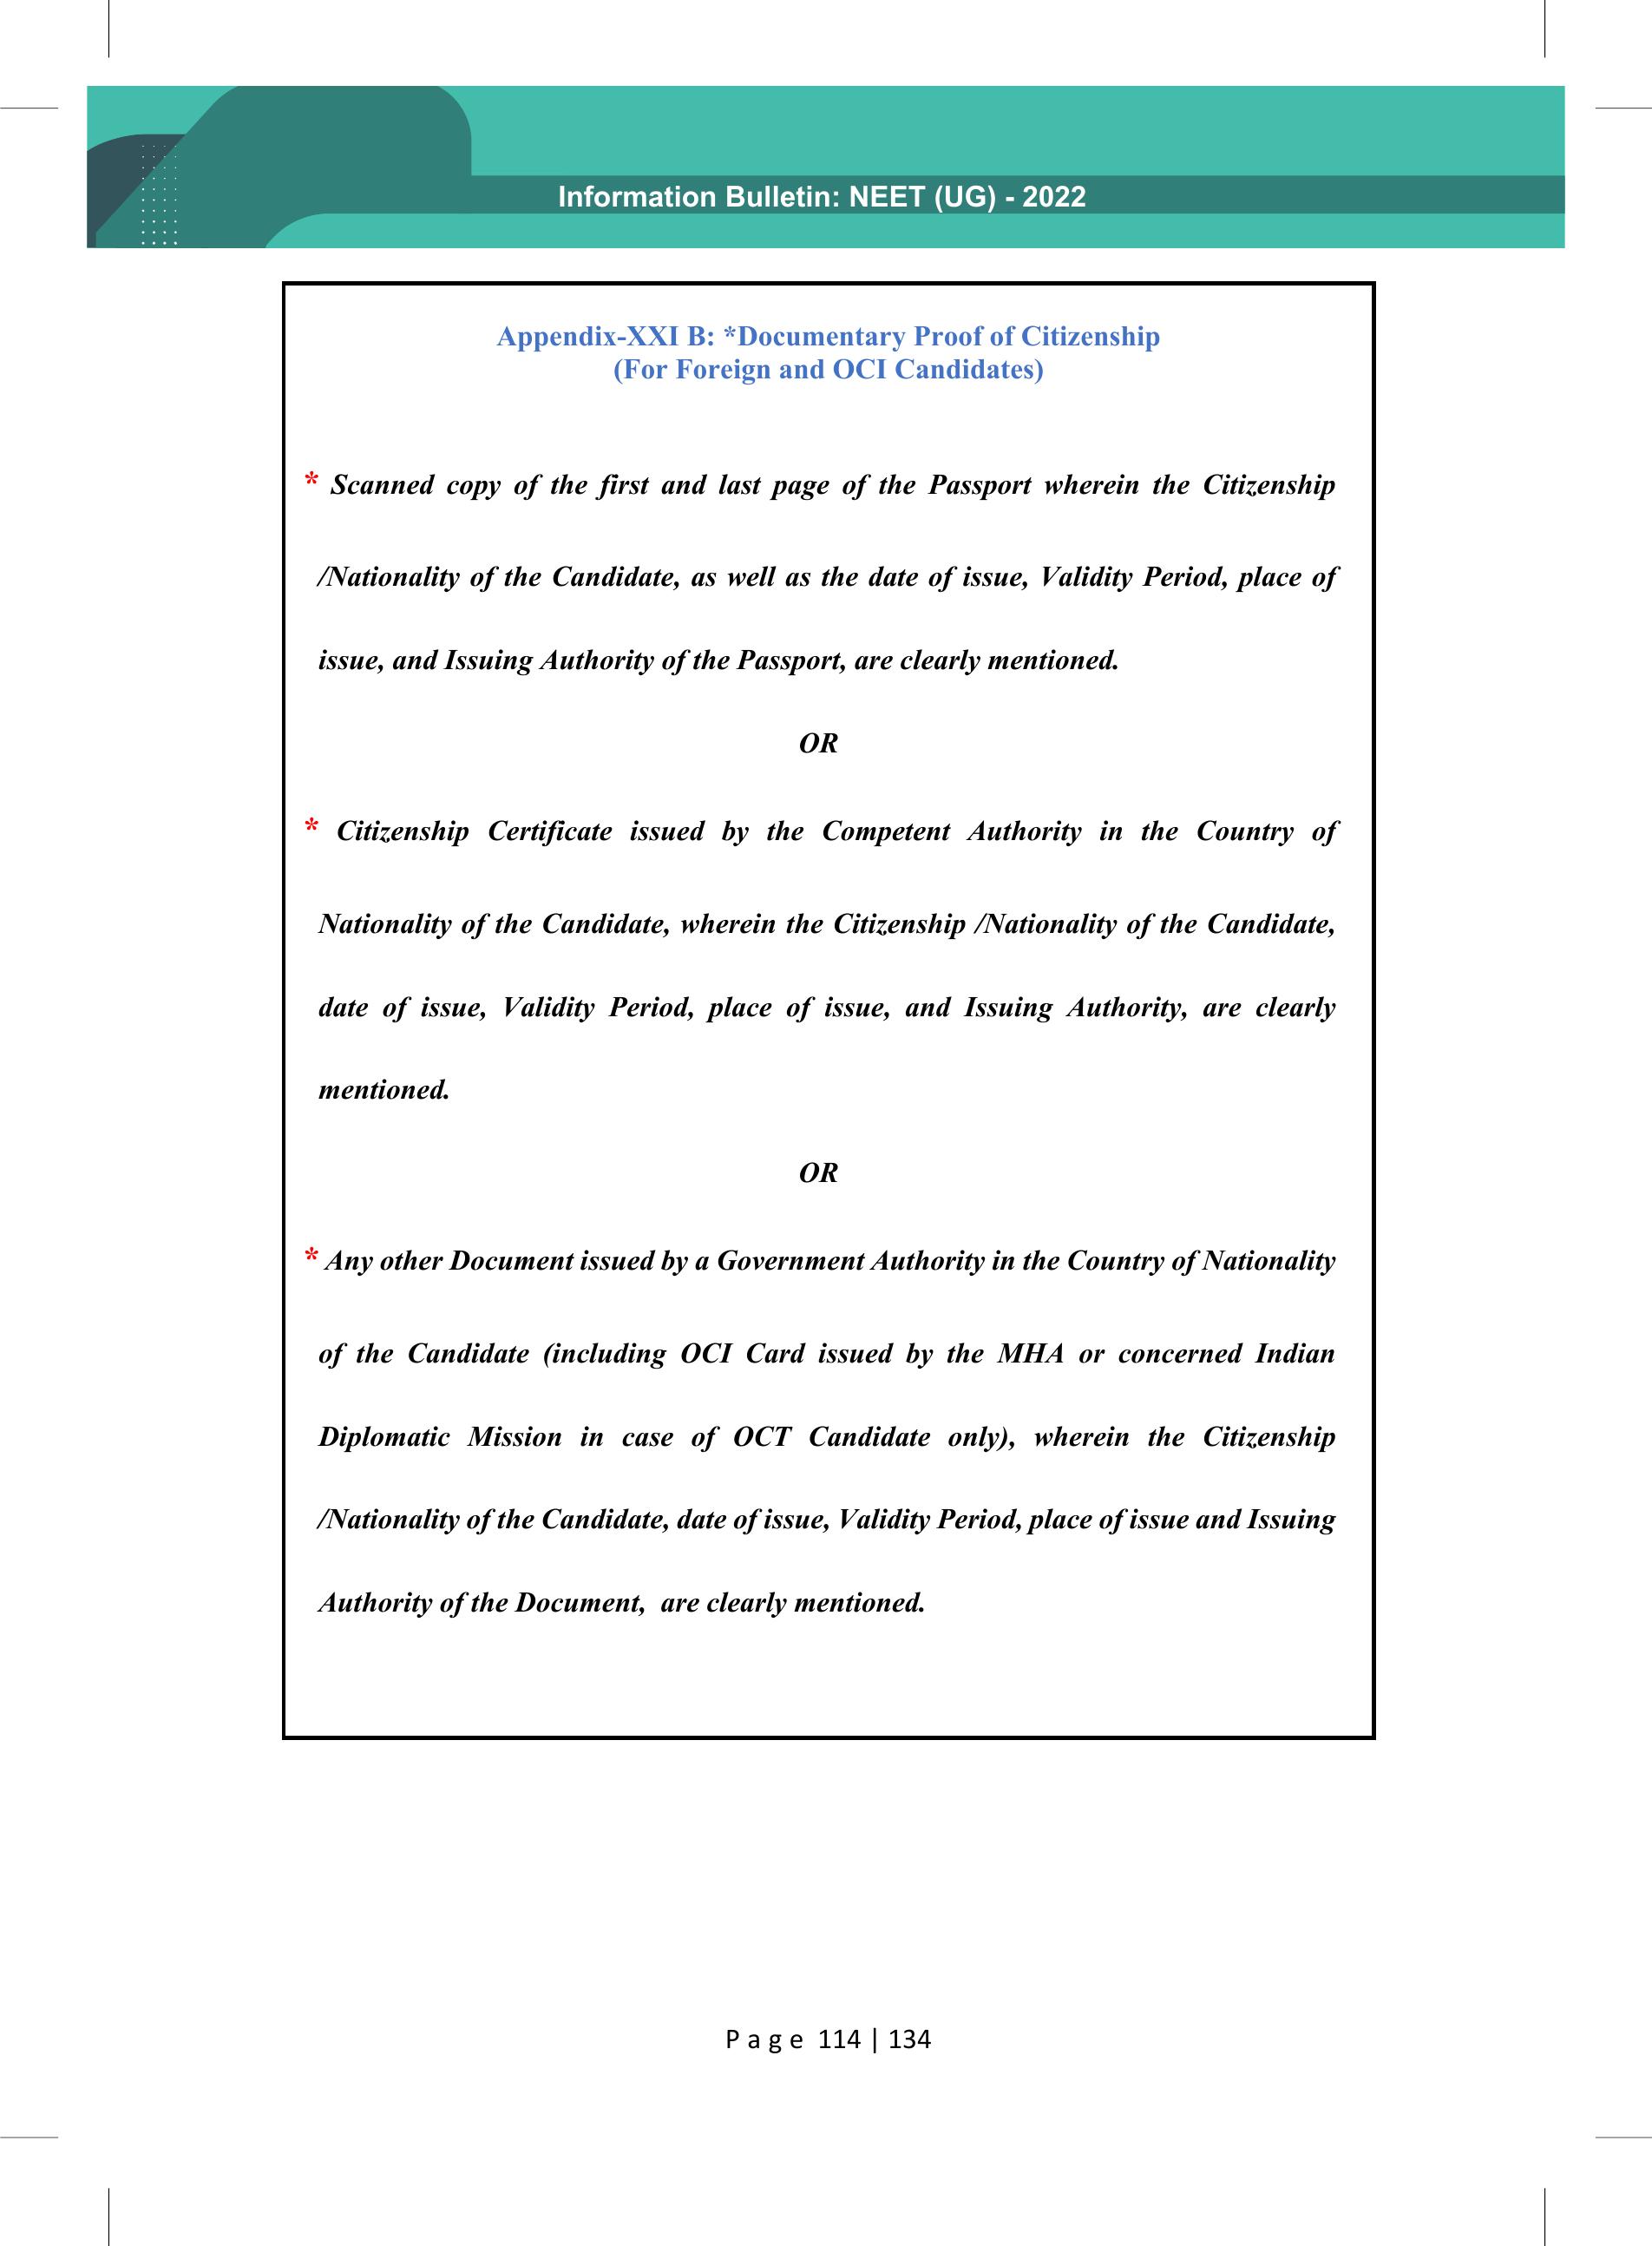 Information Bulletin: NEET (UG) - 2022
Appendix-XXI B: *Documentary Proof of Citizenship
(For Foreign and OCI Candidates)
* Scanned copy of the first and last page of the Passport wherein the Citizenship
/Nationality of the Candidate, as well as the date of issue, Validity Period, place of
issue, and Issuing Authority of the Passport, are clearly mentioned.
OR
* Citizenship Certificate issued by the Competent Authority in the Country of
Nationality of the Candidate, wherein the Citizenship /Nationality of the Candidate,
date of issue, Validity Period, place of issue, and Issuing Authority, are clearly
mentioned.
OR
* Any other Document issued by a Government Authority in the Country of Nationality
of the Candidate (including OCI Card issued by the MHA or concerned Indian
Diplomatic Mission in case of OCT Candidate only), wherein the Citizenship
/Nationality of the Candidate, date of issue, Validity Period, place of issue and Issuing
Authority of the Document, are clearly mentioned.
Page 114 | 134